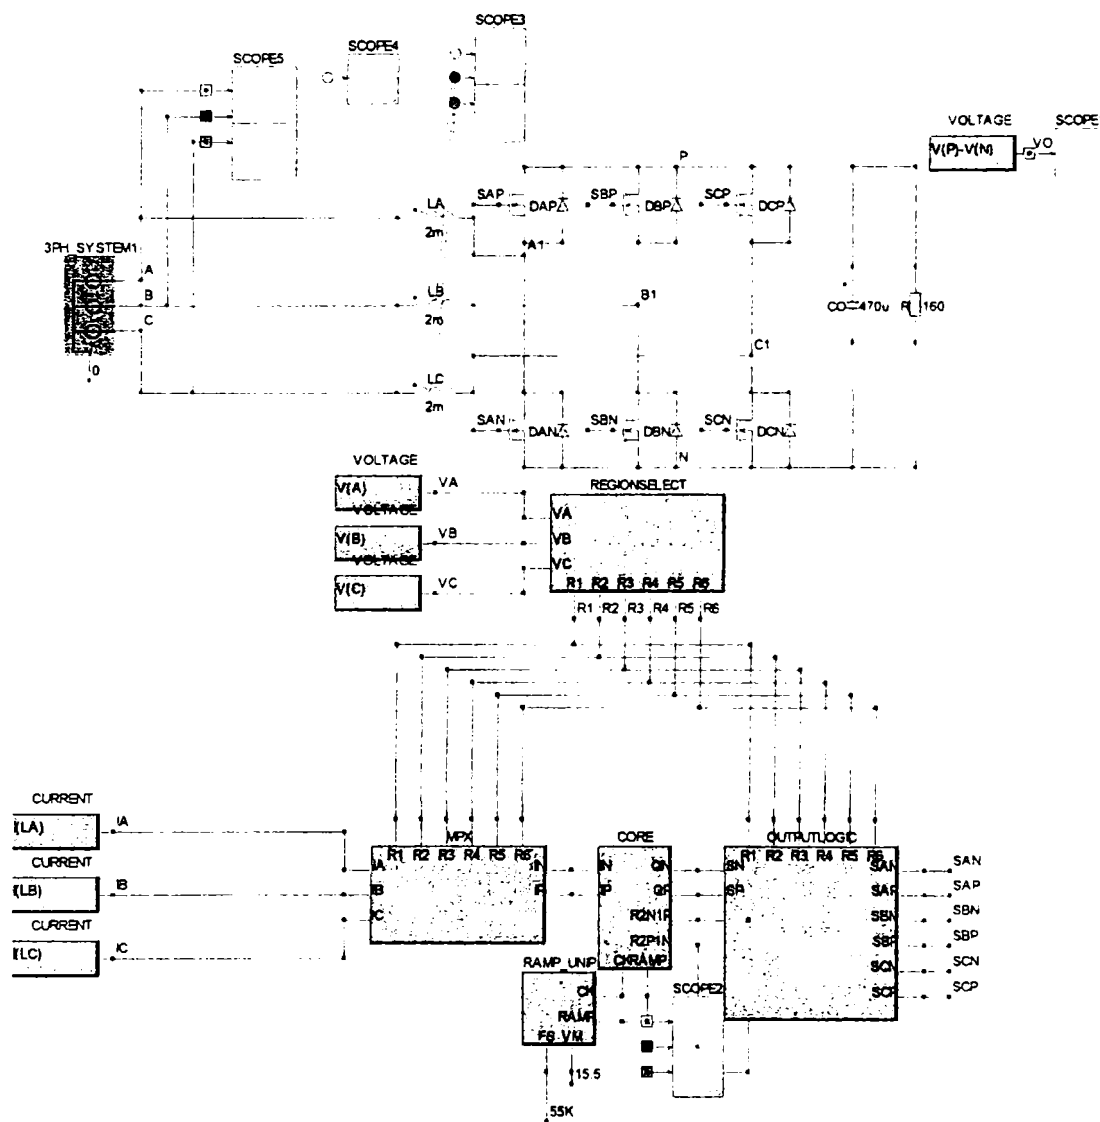 SCOPE3
SCOPE4
SCOPE5
VOLTAGE
SCOPE
V(P)-V(N)
VO
P
SAP
DAP
SBP
DBP
SCP
DCP
LA
2m
A1
3PH_SYSTEM1
A
B
C
0
LB
2m
B1
CO
470u
R
160
C1
LC
2m
SAN
DAN
SBN
DBN
SCN
DCN
N
VOLTAGE
V(A)
VA
VOLTAGE
V(B)
VB
VOLTAGE
V(C)
VC
REGIONSELECT
VA
VB
VC
R1 R2 R3 R4 R5 R6
R1 R2 R3 R4 R5 R6
CURRENT
I(LA)
IA
CURRENT
I(LB)
IB
CURRENT
I(LC)
IC
MPX
R1 R2 R3 R4 R5 R6
IA
IB
IC
IN
IP
CORE
IN
IP
QN
QP
R2N1P
R2P1N
CK
RAMP
OUTPUTLOGIC
R1 R2 R3 R4 R5 R6
SN
SP
SAN
SAP
SBN
SBP
SCN
SCP
SAN
SAP
SBN
SBP
SCN
SCP
RAMP_UNIP
CK
RAMP
FS VM
SCOPE2
15.5
55K